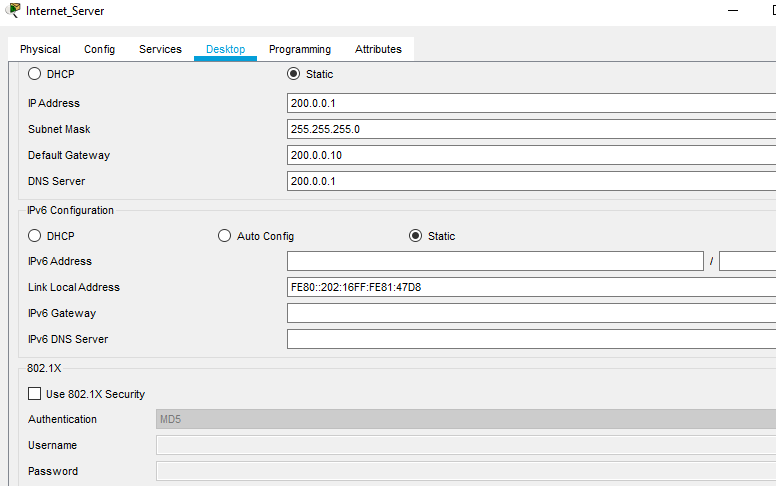 Internet_Server
Physical Config Services Desktop Programming Attributes
DHCP Static
IP Address 200.0.0.1
Subnet Mask 255.255.255.0
Default Gateway 200.0.0.10
DNS Server 200.0.0.1
IPv6 Configuration
DHCP Auto Config Static
IPv6 Address /
Link Local Address FE80::202:16FF:FE81:47D8
IPv6 Gateway
IPv6 DNS Server
802.1X
Use 802.1X Security
Authentication MD5
Username
Password